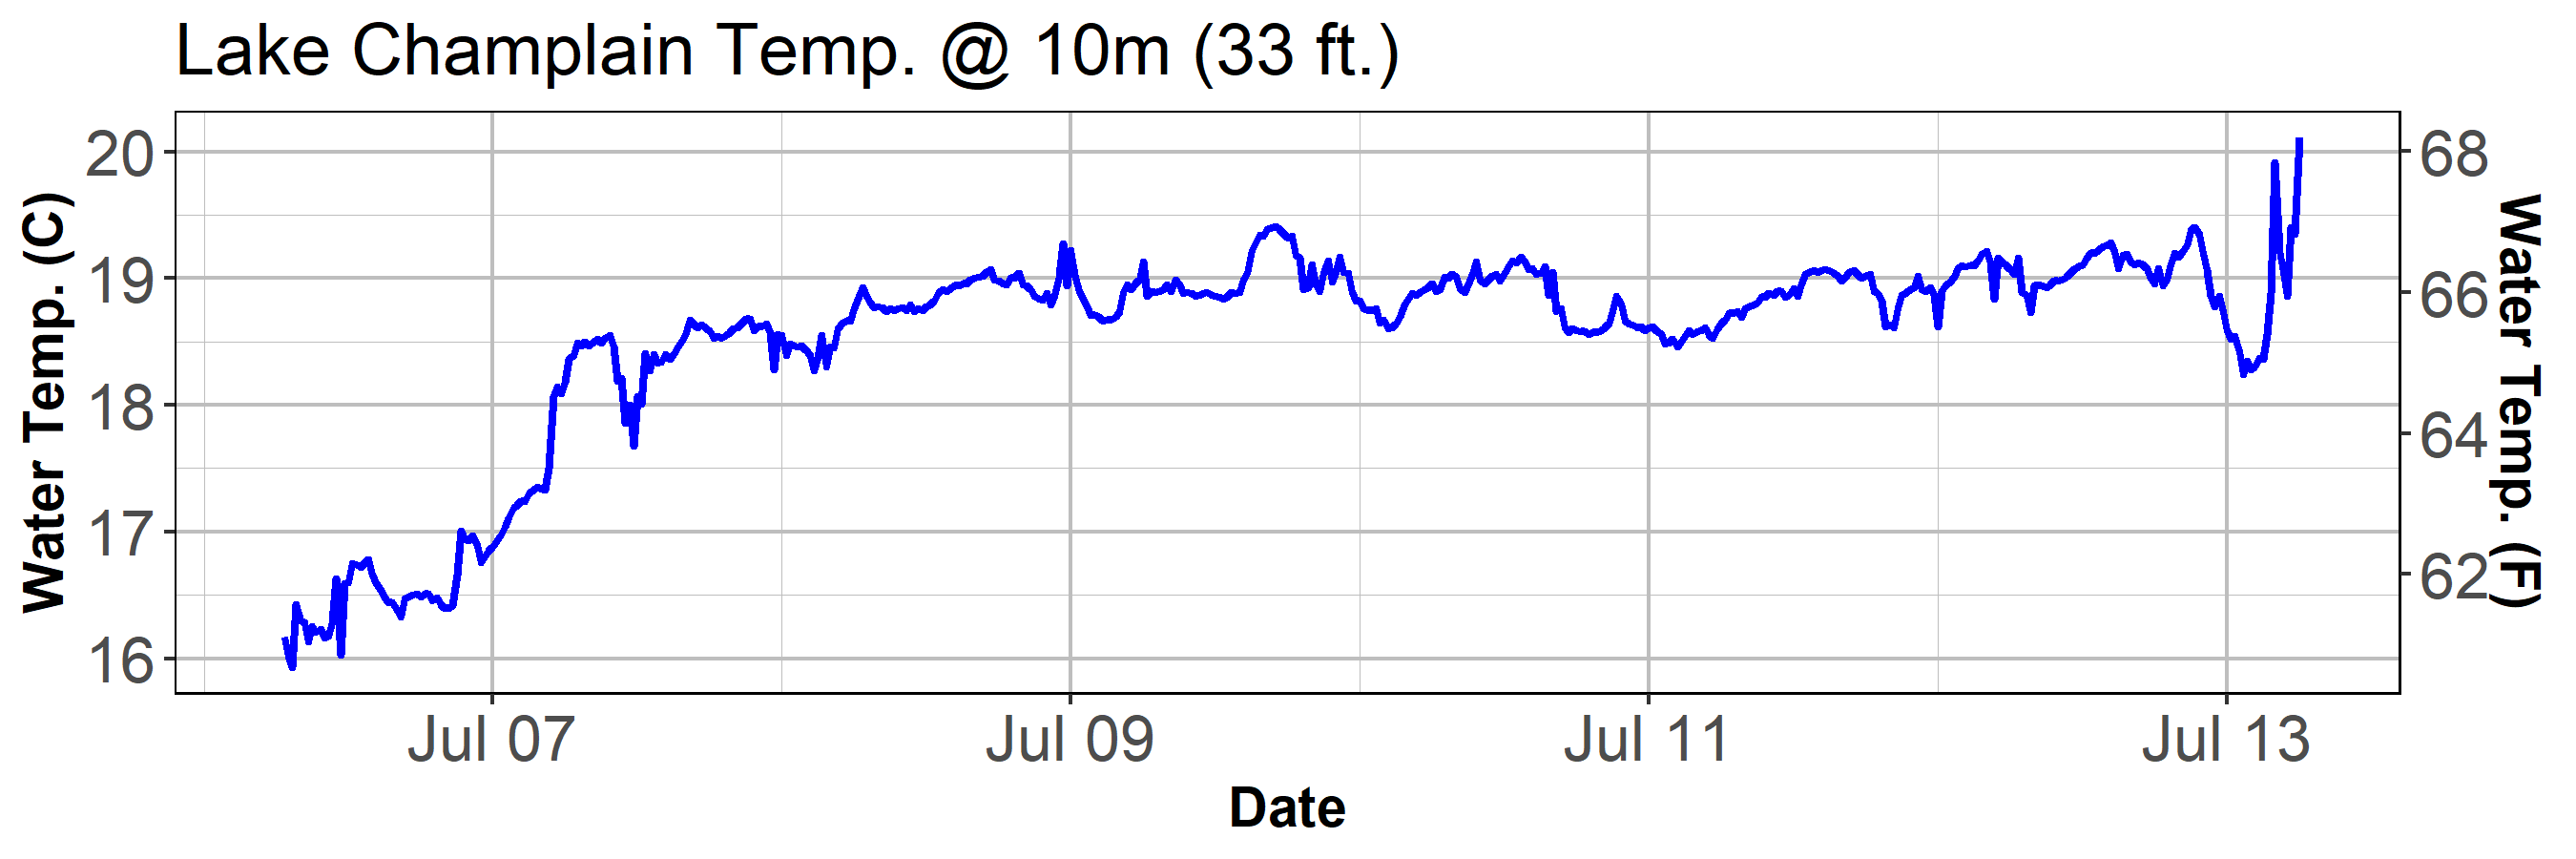 Lake Champlain Temp. @ 10m (33 ft.)
Water Temp. (C)
20
19
18
17
16
68
66
64
62
Water Temp. (F)
Jul 07
Jul 09
Jul 11
Jul 13
Date